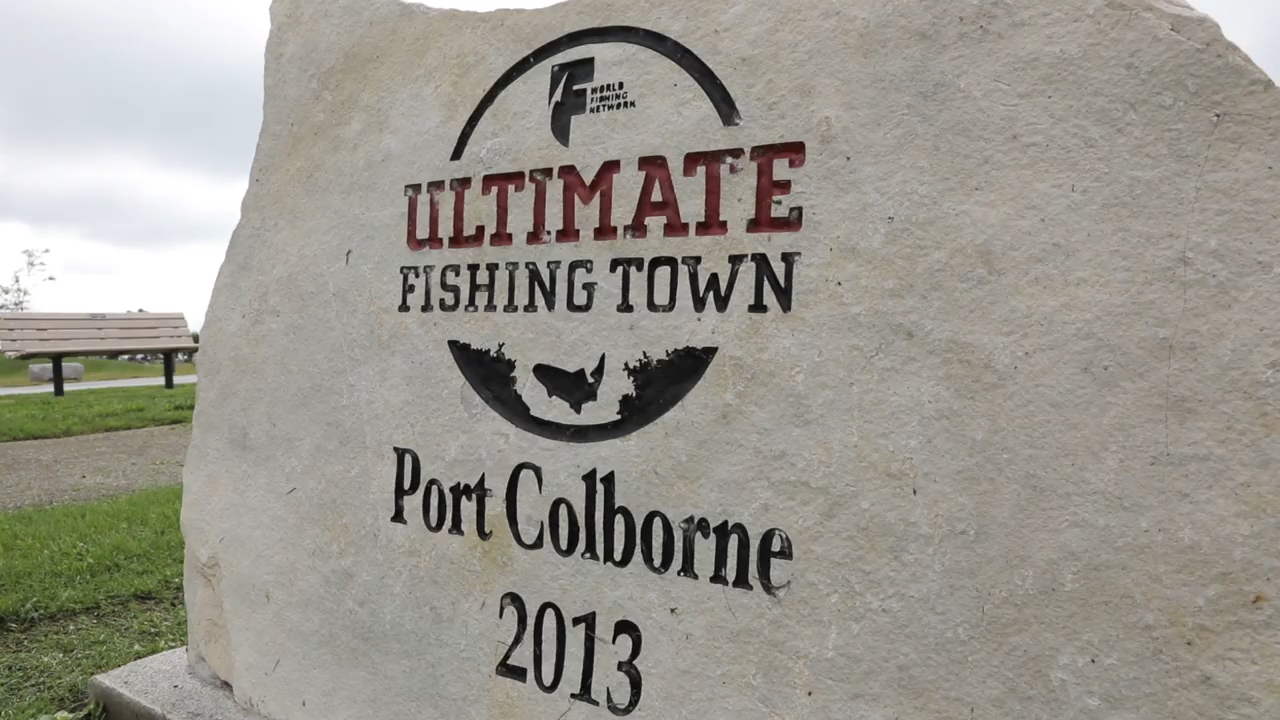 WORLD
FISHING
NETWORK
ULTIMATE
FISHING TOWN
Port Colborne
2013